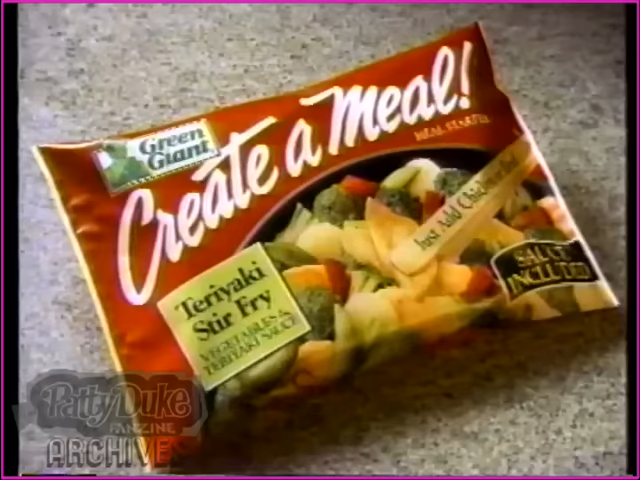 Green
Giant
Create a Meal!
MEAL STARTER
Just Add Chicken
SAUCE
INCLUDED
Teriyaki
Stir Fry
VEGETABLES &
TERIYAKI SAUCE
Patty Duke
FANZINE
ARCHIVES